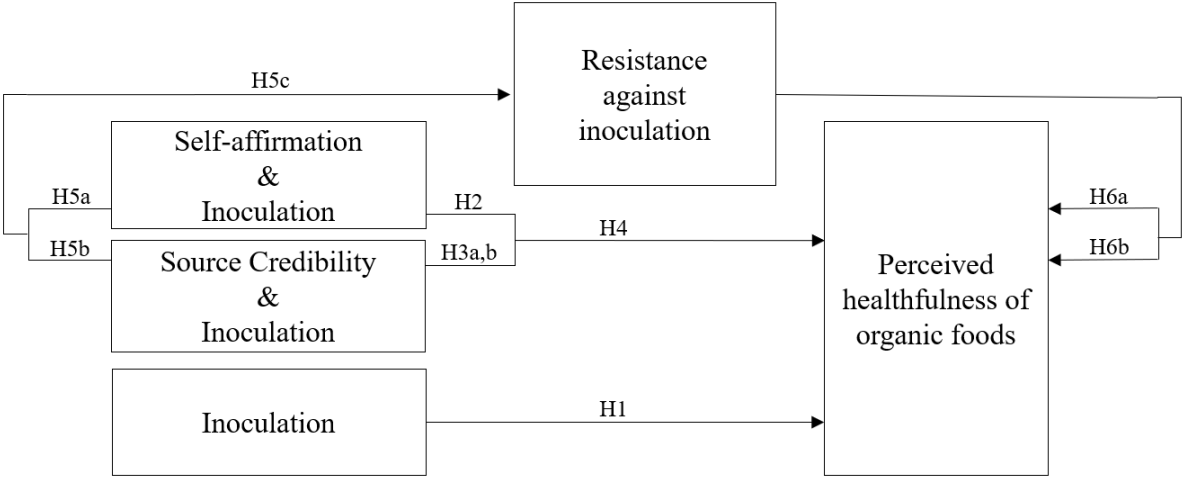 Resistance
against
inoculation
H5c
Self-affirmation
&
Inoculation
H5a
H2
H5b
H3a,b
Source Credibility
&
Inoculation
H4
Inoculation
H1
Perceived
healthfulness of
organic foods
H6a
H6b